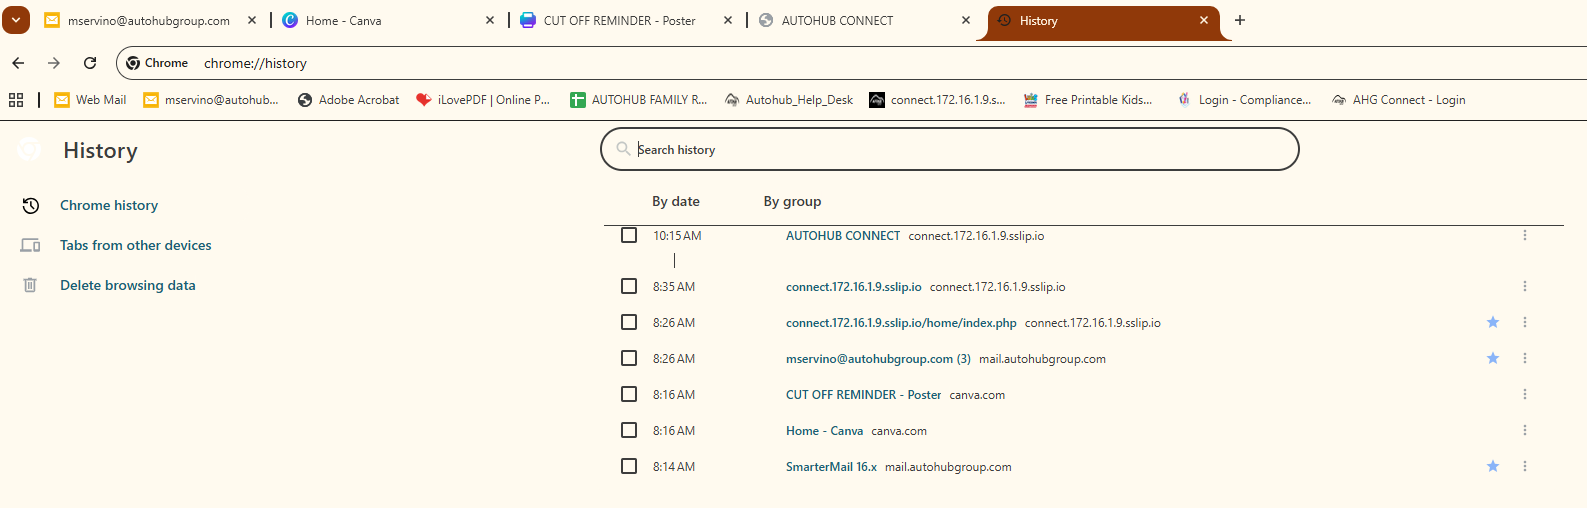 mservino@autohubgroup.com
Home - Canva
CUT OFF REMINDER - Poster
AUTOHUB CONNECT
History
Chrome chrome://history
Web Mail
mservino@autohub...
Adobe Acrobat
iLovePDF | Online P...
AUTOHUB FAMILY R...
Autohub_Help_Desk
connect.172.16.1.9.s...
Free Printable Kids...
Login - Compliance...
AHG Connect - Login
History
Search history
Chrome history
Tabs from other devices
Delete browsing data
By date By group
10:15 AM AUTOHUB CONNECT connect.172.16.1.9.sslip.io
8:35 AM connect.172.16.1.9.sslip.io connect.172.16.1.9.sslip.io
8:26 AM connect.172.16.1.9.sslip.io/home/index.php connect.172.16.1.9.sslip.io
8:26 AM mservino@autohubgroup.com (3) mail.autohubgroup.com
8:16 AM CUT OFF REMINDER - Poster canva.com
8:16 AM Home - Canva canva.com
8:14 AM SmarterMail 16.x mail.autohubgroup.com